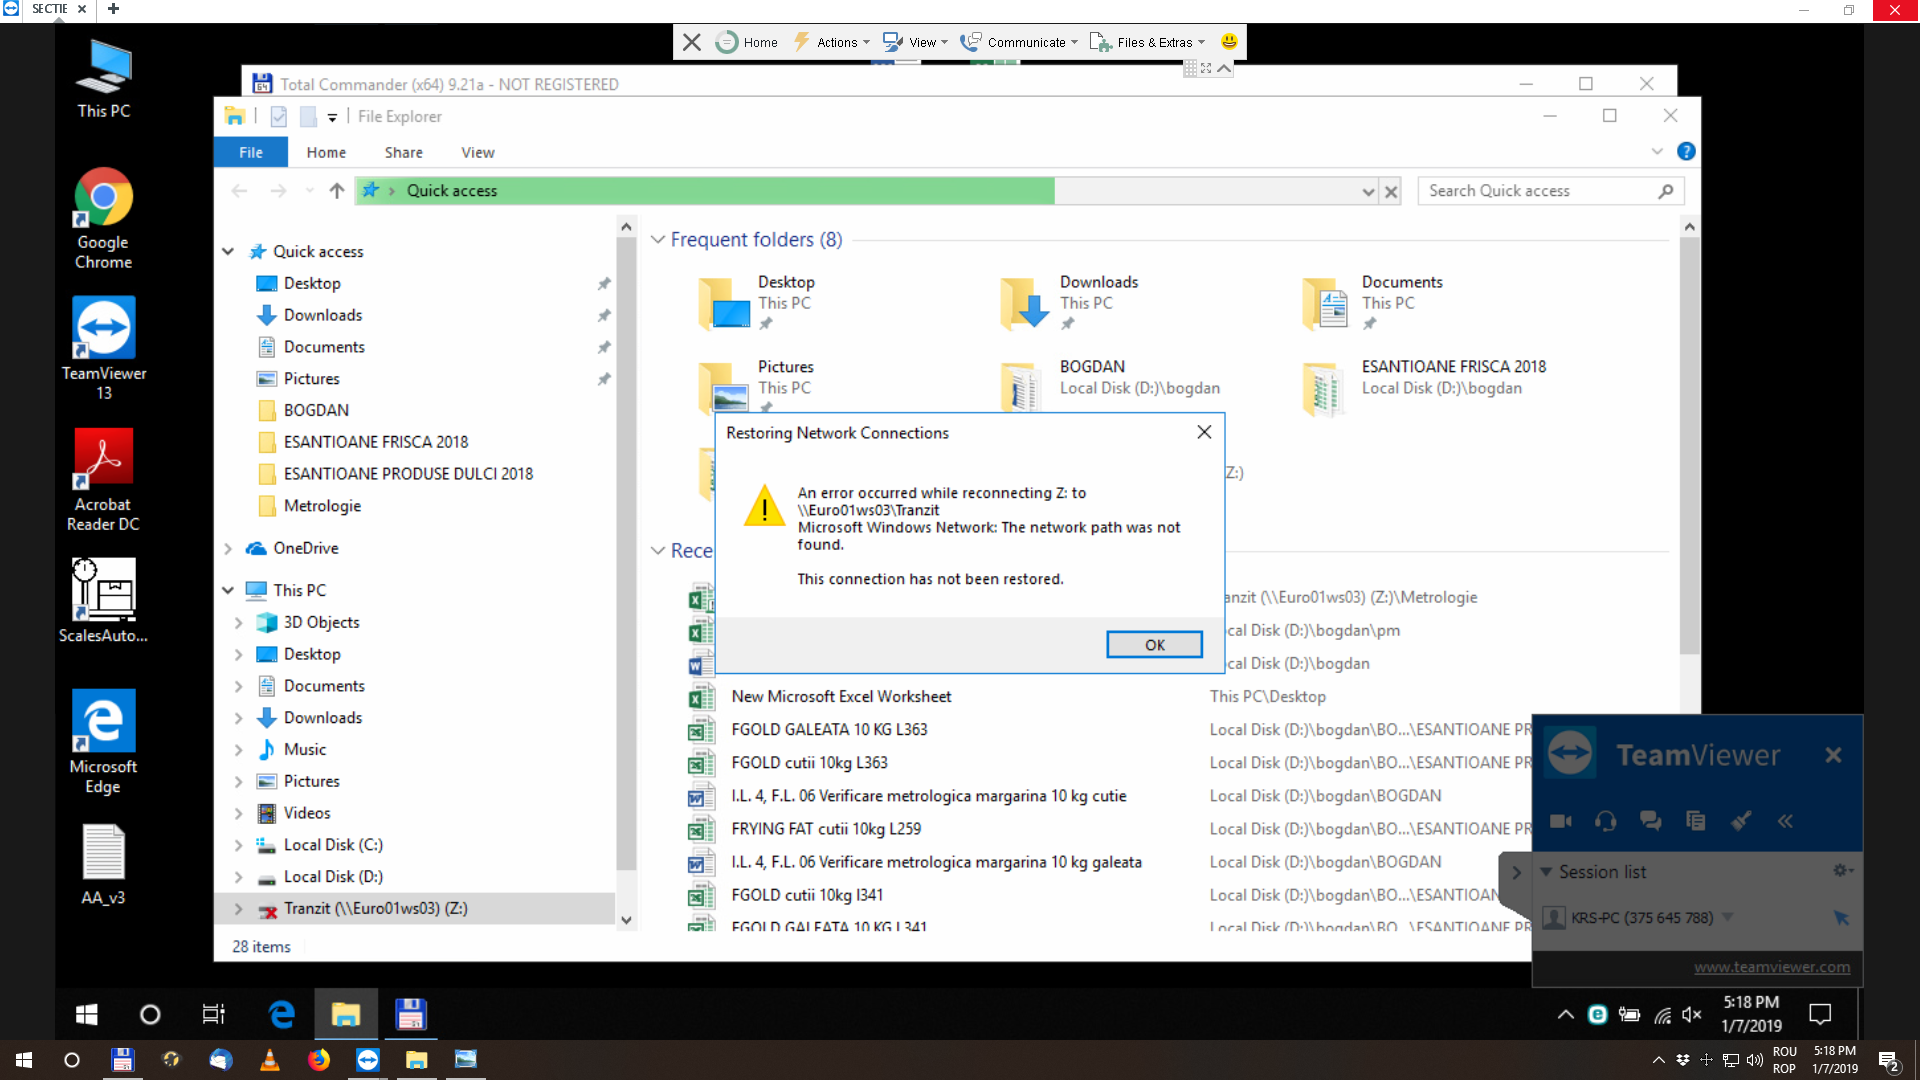 SECTIE
Home
Actions
View
Communicate
Files & Extras
This PC
Google
Chrome
TeamViewer
13
Acrobat
Reader DC
ScalesAuto...
Microsoft
Edge
AA_v3
64
Total Commander (x64) 9.21a - NOT REGISTERED
File Explorer
File
Home
Share
View
?
Quick access
Search Quick access
Quick access
Desktop
Downloads
Documents
Pictures
BOGDAN
ESANTIOANE FRISCA 2018
ESANTIOANE PRODUSE DULCI 2018
Metrologie
OneDrive
This PC
3D Objects
Desktop
Documents
Downloads
Music
Pictures
Videos
Local Disk (C:)
Local Disk (D:)
Tranzit (\\Euro01ws03) (Z:)
28 items
Frequent folders (8)
Desktop
This PC
Downloads
This PC
Documents
This PC
Pictures
This PC
BOGDAN
Local Disk (D:)\bogdan
ESANTIOANE FRISCA 2018
Local Disk (D:)\bogdan
Z:)
Rece
Restoring Network Connections
An error occurred while reconnecting Z: to
\\Euro01ws03\Tranzit
Microsoft Windows Network: The network path was not
found.
This connection has not been restored.
OK
anzit (\\Euro01ws03) (Z:)\Metrologie
cal Disk (D:)\bogdan\pm
cal Disk (D:)\bogdan
New Microsoft Excel Worksheet This PC\Desktop
FGOLD GALEATA 10 KG L363 Local Disk (D:)\bogdan\BO...\ESANTIOANE PR
FGOLD cutii 10kg L363 Local Disk (D:)\bogdan\BO...\ESANTIOANE PR
I.L. 4, F.L. 06 Verificare metrologica margarina 10 kg cutie Local Disk (D:)\bogdan\BOGDAN
FRYING FAT cutii 10kg L259 Local Disk (D:)\bogdan\BO...\ESANTIOANE PR
I.L. 4, F.L. 06 Verificare metrologica margarina 10 kg galeata Local Disk (D:)\bogdan\BOGDAN
FGOLD cutii 10kg l341 Local Disk (D:)\bogdan\BO...\ESANTIOANE PR
FGOLD GALEATA 10 KG L341 Local Disk (D:)\bogdan\BO...\ESANTIOANE PR
TeamViewer
Session list
KRS-PC (375 645 788)
www.teamviewer.com
5:18 PM
1/7/2019
ROU
ROP
5:18 PM
1/7/2019
2